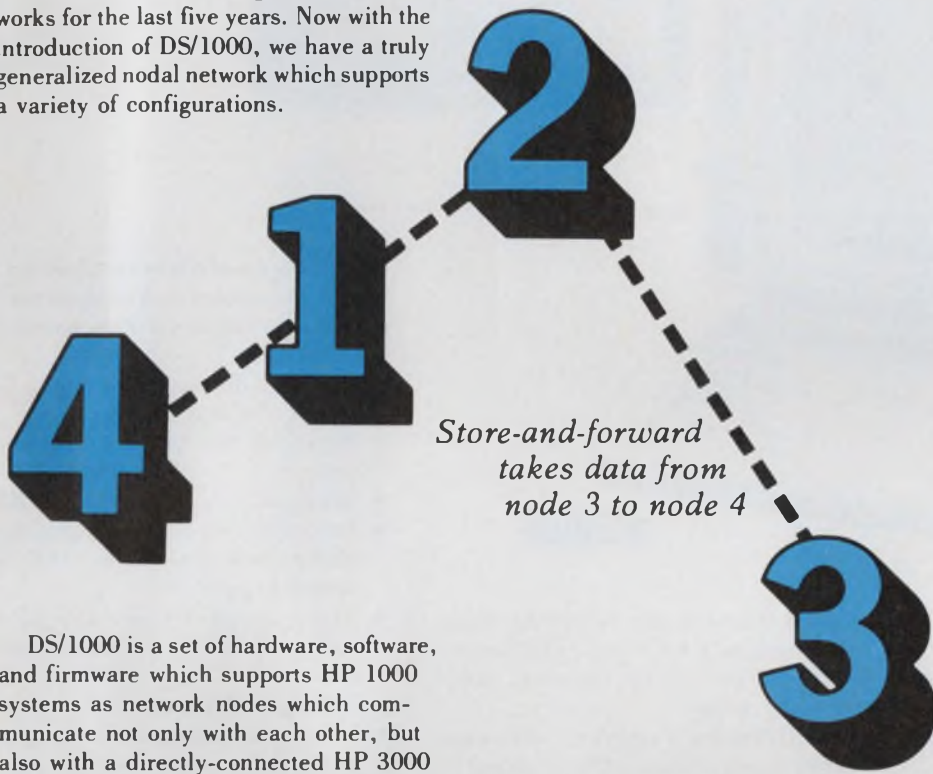 works for the last five years. Now with the
introduction of DS/1000, we have a truly
generalized nodal network which supports
a variety of configurations.
2
1
4
Store-and-forward
takes data from
node 3 to node 4
3
DS/1000 is a set of hardware, software,
and firmware which supports HP 1000
systems as network nodes which com-
municate not only with each other, but
also with a directly-connected HP 3000